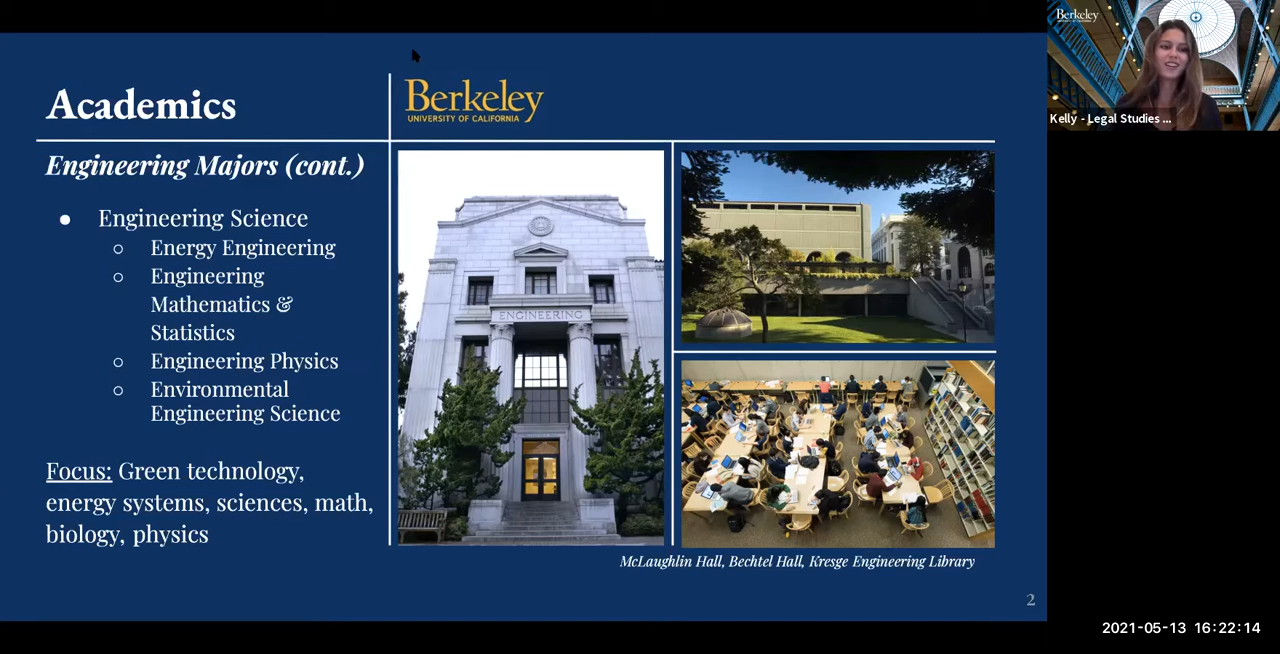 Academics
Berkeley
UNIVERSITY OF CALIFORNIA
Engineering Majors (cont.)
● Engineering Science
○ Energy Engineering
○ Engineering
Mathematics &
Statistics
○ Engineering Physics
○ Environmental
Engineering Science
Focus: Green technology,
energy systems, sciences, math,
biology, physics
ENGINEERING
McLaughlin Hall, Bechtel Hall, Kresge Engineering Library
2
Berkeley
Kelly - Legal Studies ...
2021-05-13 16:22:14